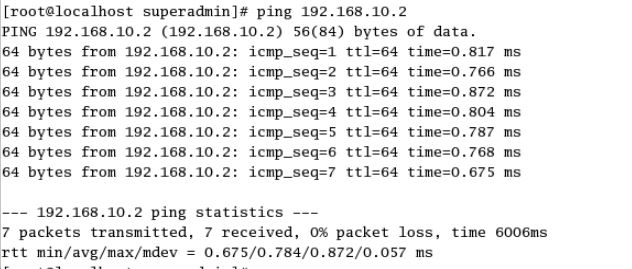 [root@localhost superadmin]# ping 192.168.10.2
PING 192.168.10.2 (192.168.10.2) 56(84) bytes of data.
64 bytes from 192.168.10.2: icmp_seq=1 ttl=64 time=0.817 ms
64 bytes from 192.168.10.2: icmp_seq=2 ttl=64 time=0.766 ms
64 bytes from 192.168.10.2: icmp_seq=3 ttl=64 time=0.872 ms
64 bytes from 192.168.10.2: icmp_seq=4 ttl=64 time=0.804 ms
64 bytes from 192.168.10.2: icmp_seq=5 ttl=64 time=0.787 ms
64 bytes from 192.168.10.2: icmp_seq=6 ttl=64 time=0.768 ms
64 bytes from 192.168.10.2: icmp_seq=7 ttl=64 time=0.675 ms
--- 192.168.10.2 ping statistics ---
7 packets transmitted, 7 received, 0% packet loss, time 6006ms
rtt min/avg/max/mdev = 0.675/0.784/0.872/0.057 ms